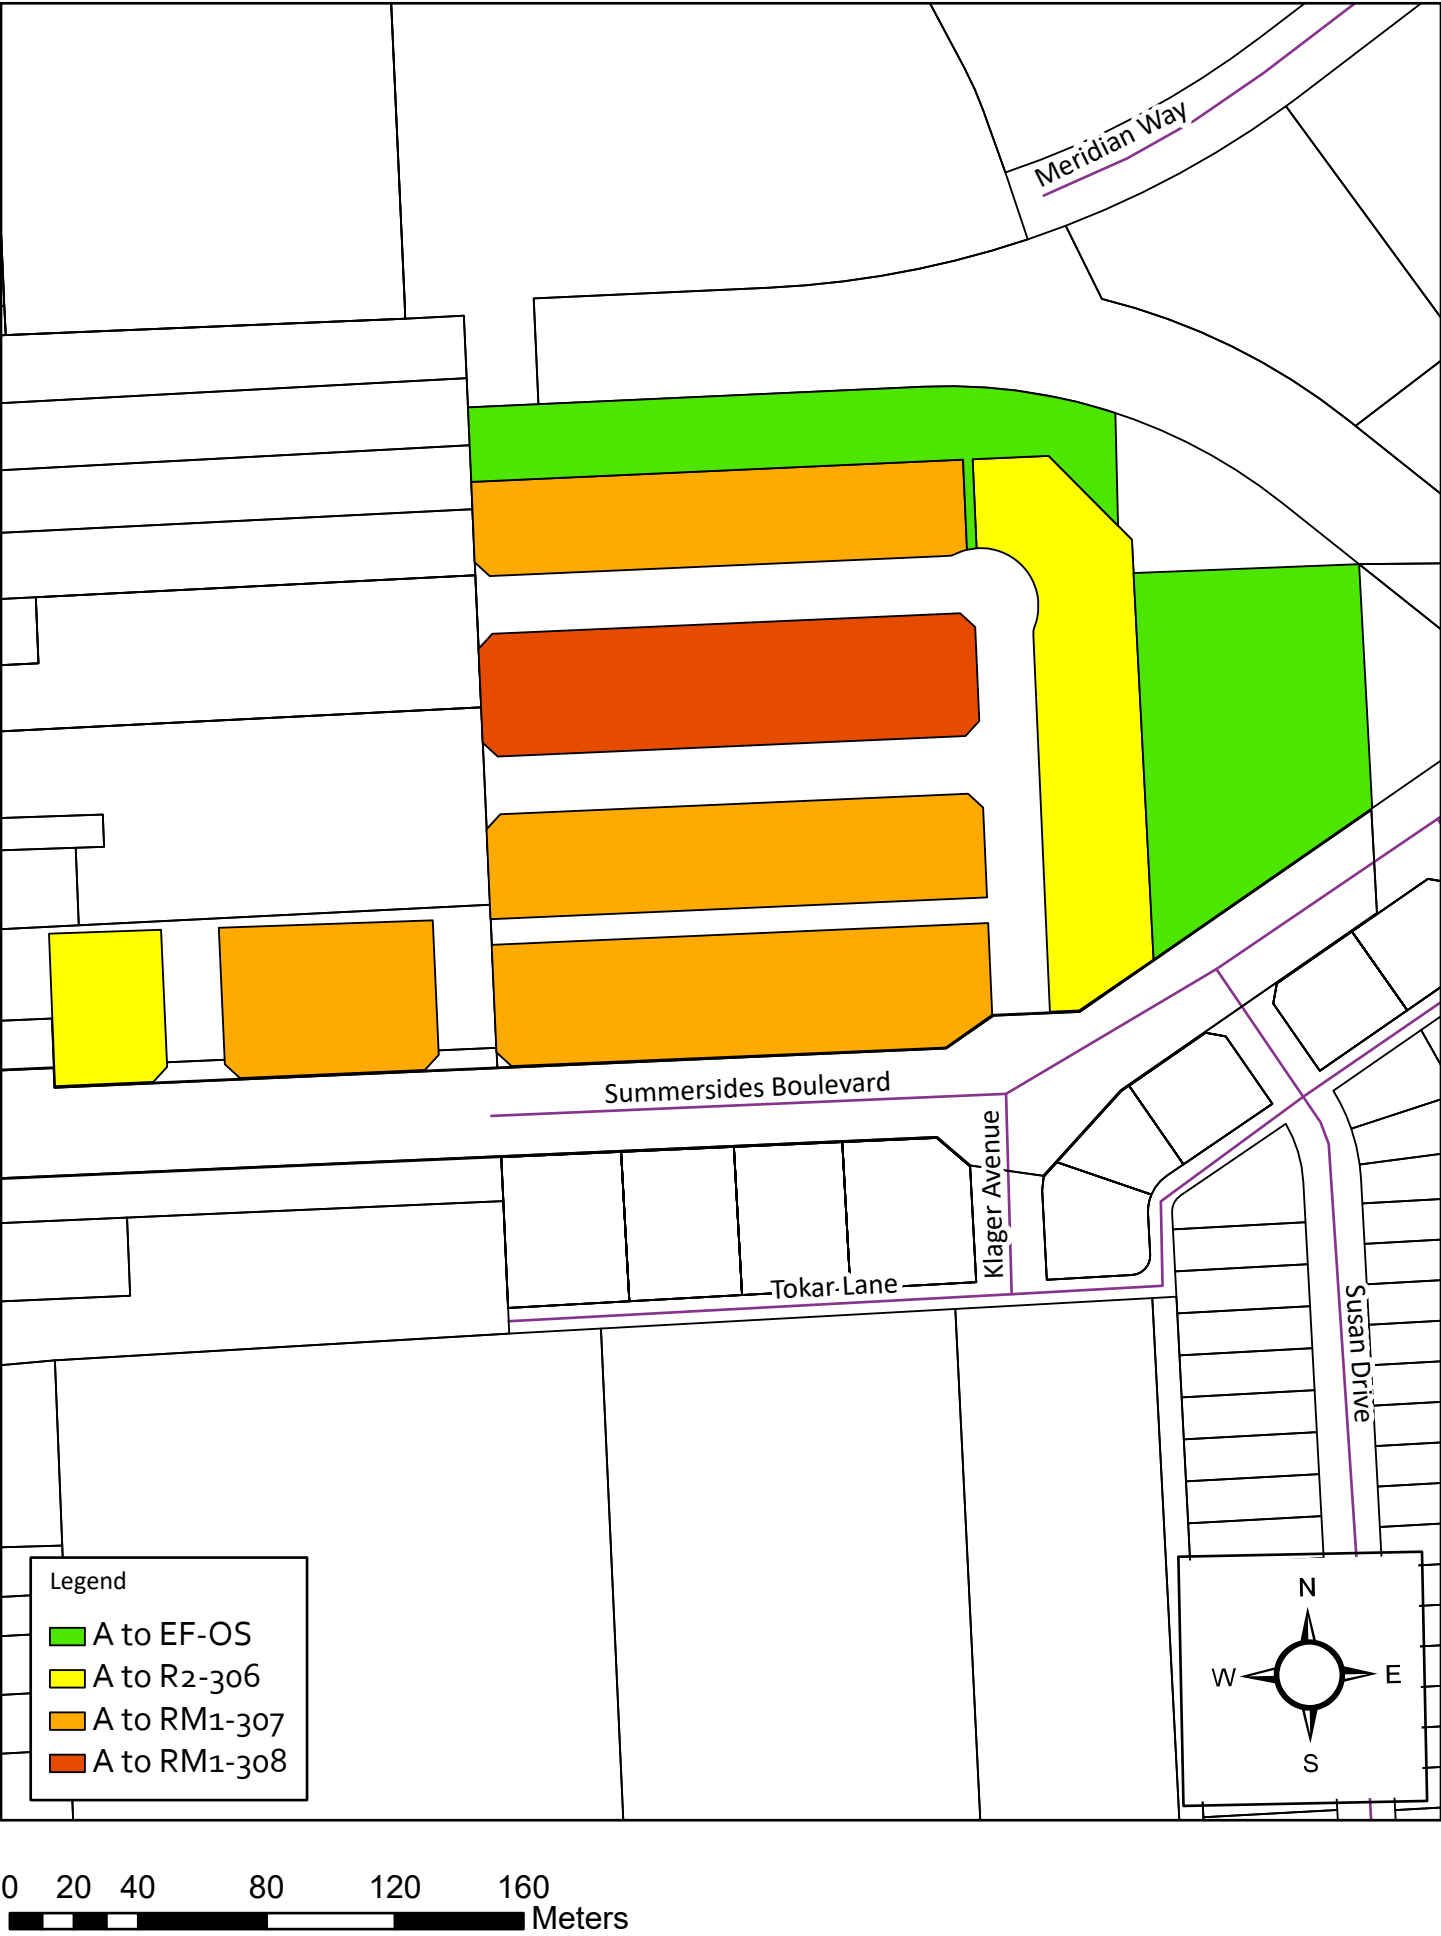 Meridian Way
Summersides Boulevard
Klager Avenue
Tokar Lane
Susan Drive
Legend
A to EF-OS
A to R2-306
A to RM1-307
A to RM1-308
N
W E
S
0 20 40 80 120 160
Meters